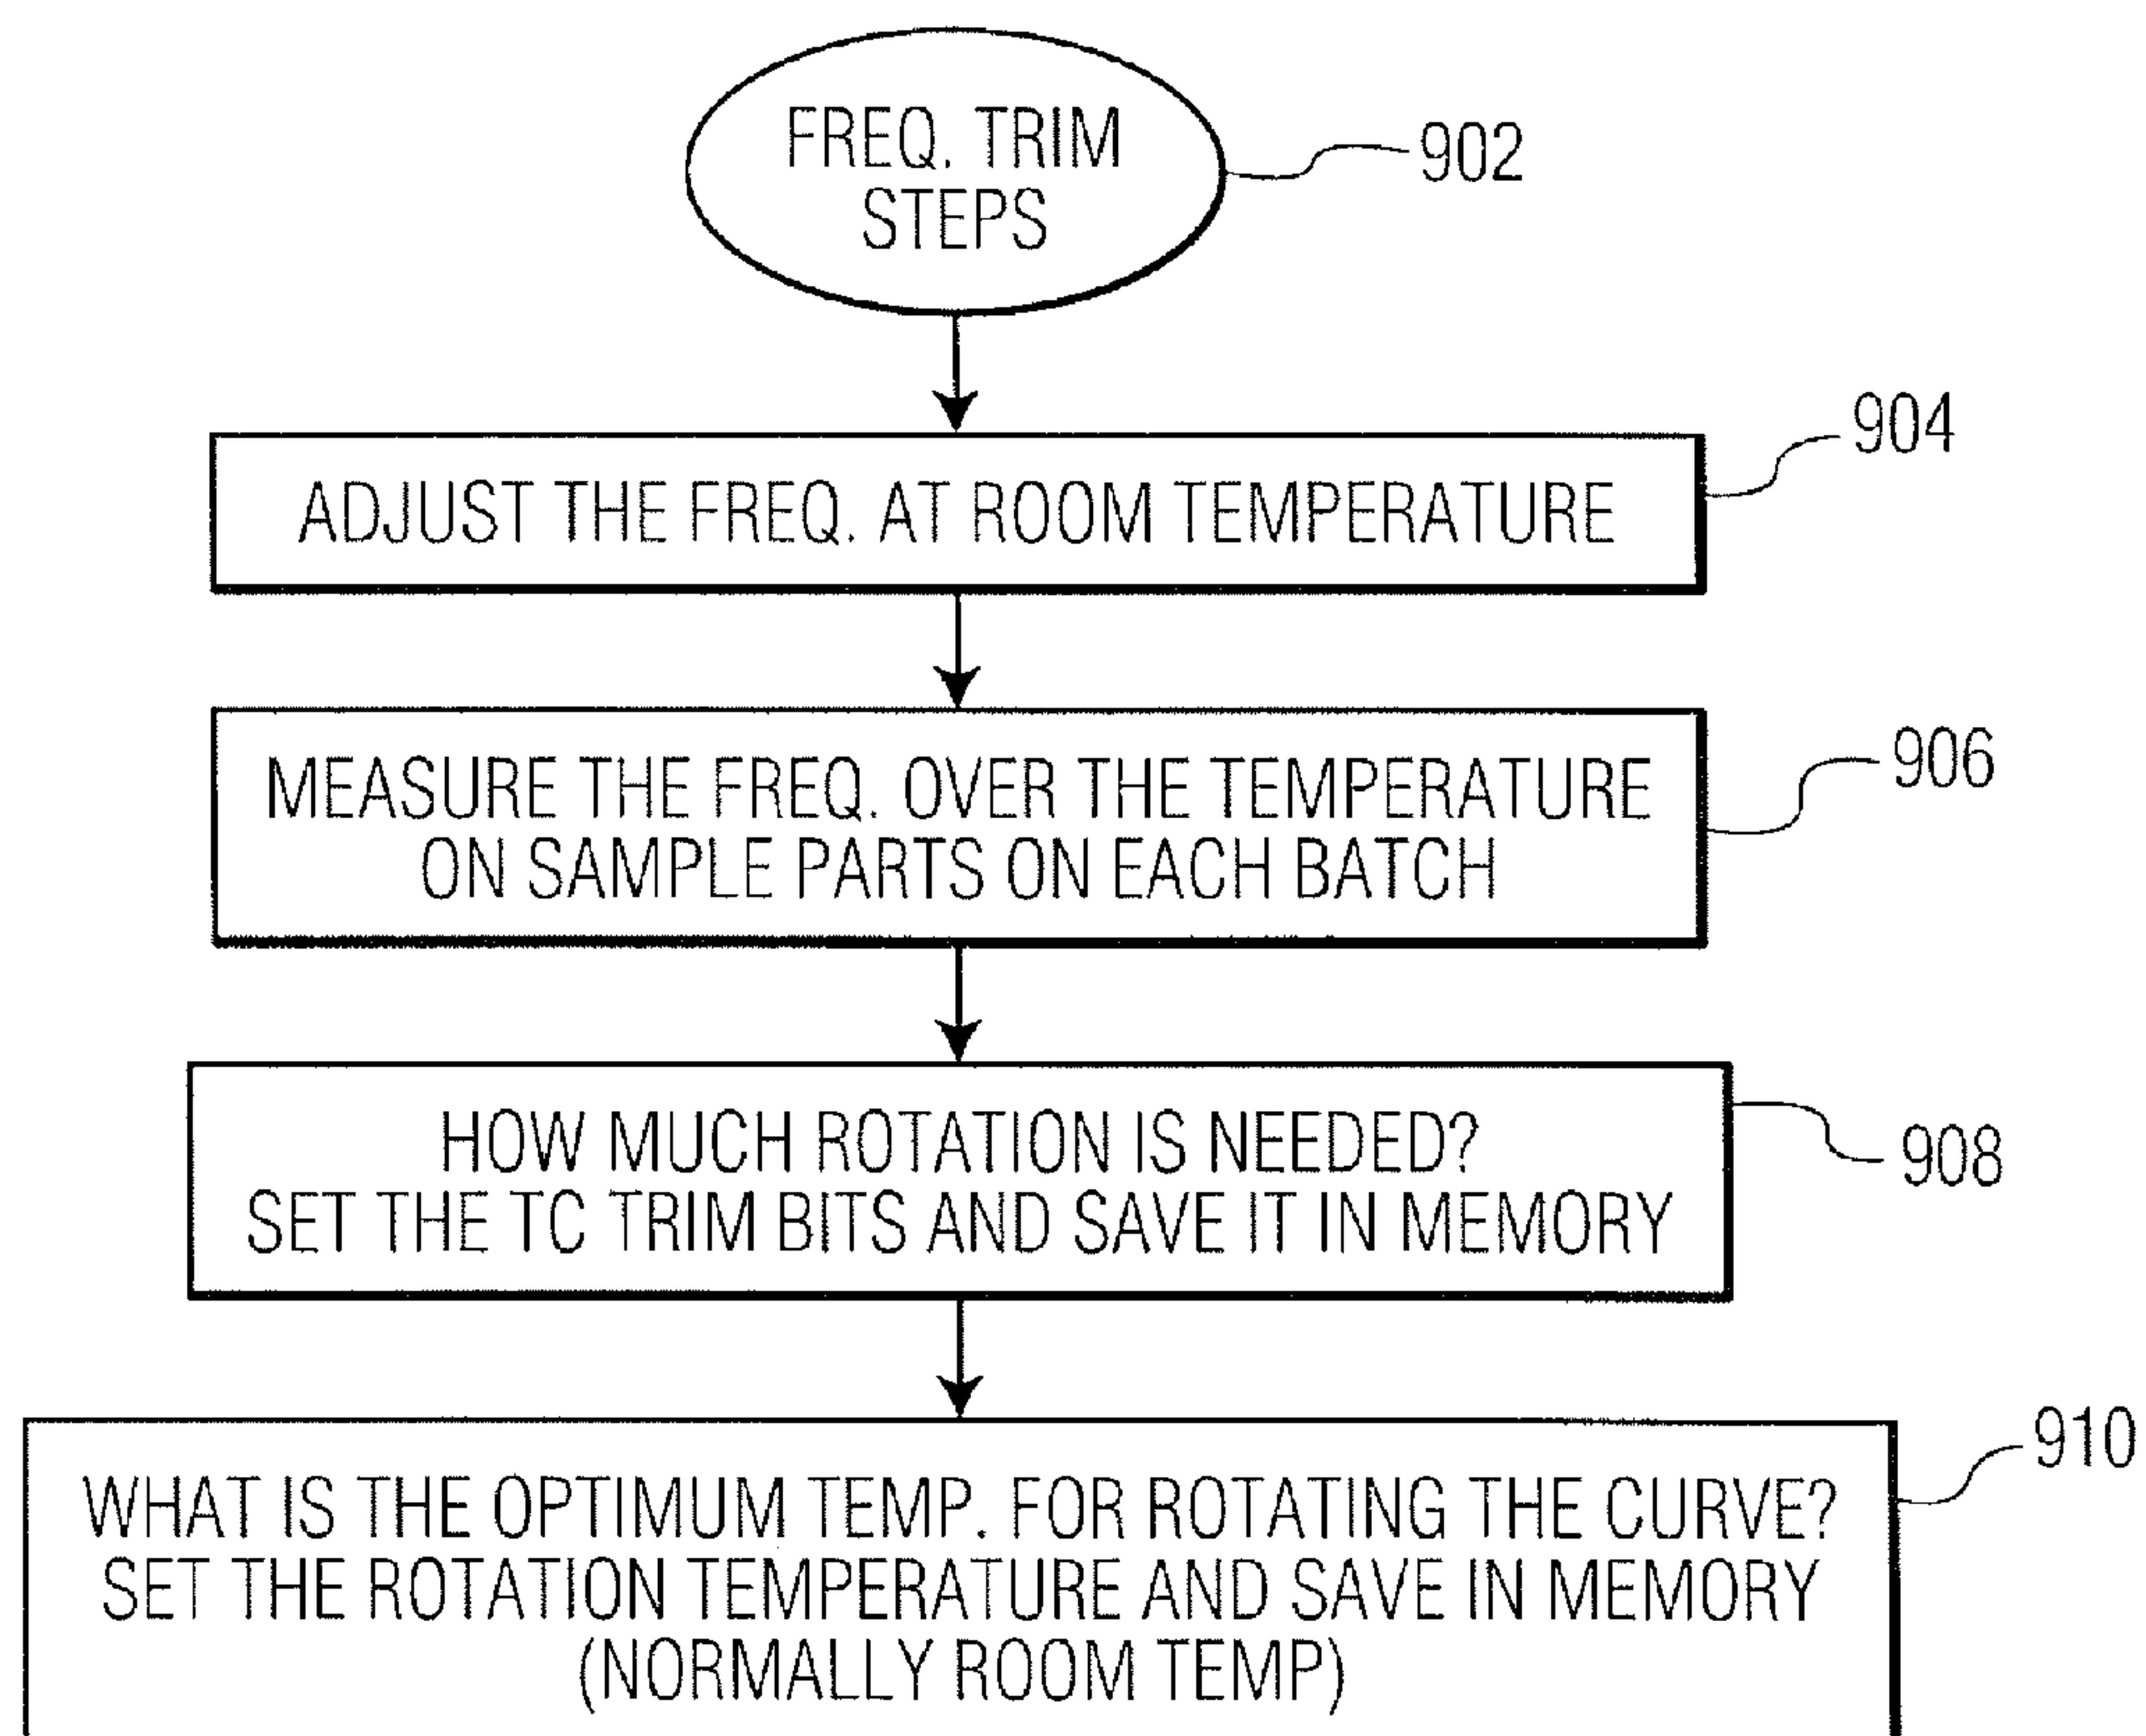 FREQ. TRIM
STEPS
902
904
ADJUST THE FREQ. AT ROOM TEMPERATURE
906
MEASURE THE FREQ. OVER THE TEMPERATURE
ON SAMPLE PARTS ON EACH BATCH
HOW MUCH ROTATION IS NEEDED?
908
SET THE TC TRIM BITS AND SAVE IT IN MEMORY
910
WHAT IS THE OPTIMUM TEMP. FOR ROTATING THE CURVE?
SET THE ROTATION TEMPERATURE AND SAVE IN MEMORY
(NORMALLY ROOM TEMP)